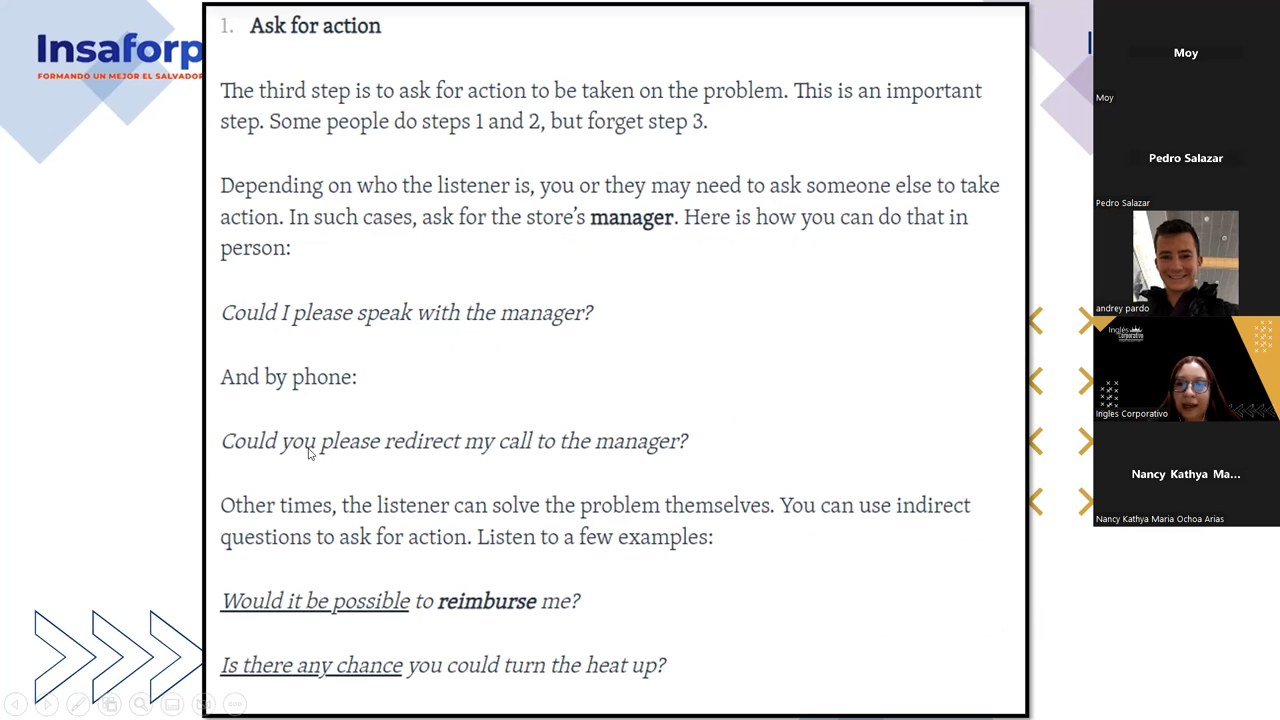 Insaforp
FORMANDO UN MEJOR EL SALVADOR
1. Ask for action
The third step is to ask for action to be taken on the problem. This is an important
step. Some people do steps 1 and 2, but forget step 3.
Depending on who the listener is, you or they may need to ask someone else to take
action. In such cases, ask for the store’s manager. Here is how you can do that in
person:
Could I please speak with the manager?
And by phone:
Could you please redirect my call to the manager?
Other times, the listener can solve the problem themselves. You can use indirect
questions to ask for action. Listen to a few examples:
Would it be possible to reimburse me?
Is there any chance you could turn the heat up?
Moy
Moy
Pedro Salazar
Pedro Salazar
andrey pardo
Inglés
Corporativo
Ingles Corporativo
Nancy Kathya Ma...
Nancy Kathya Maria Ochoa Arias